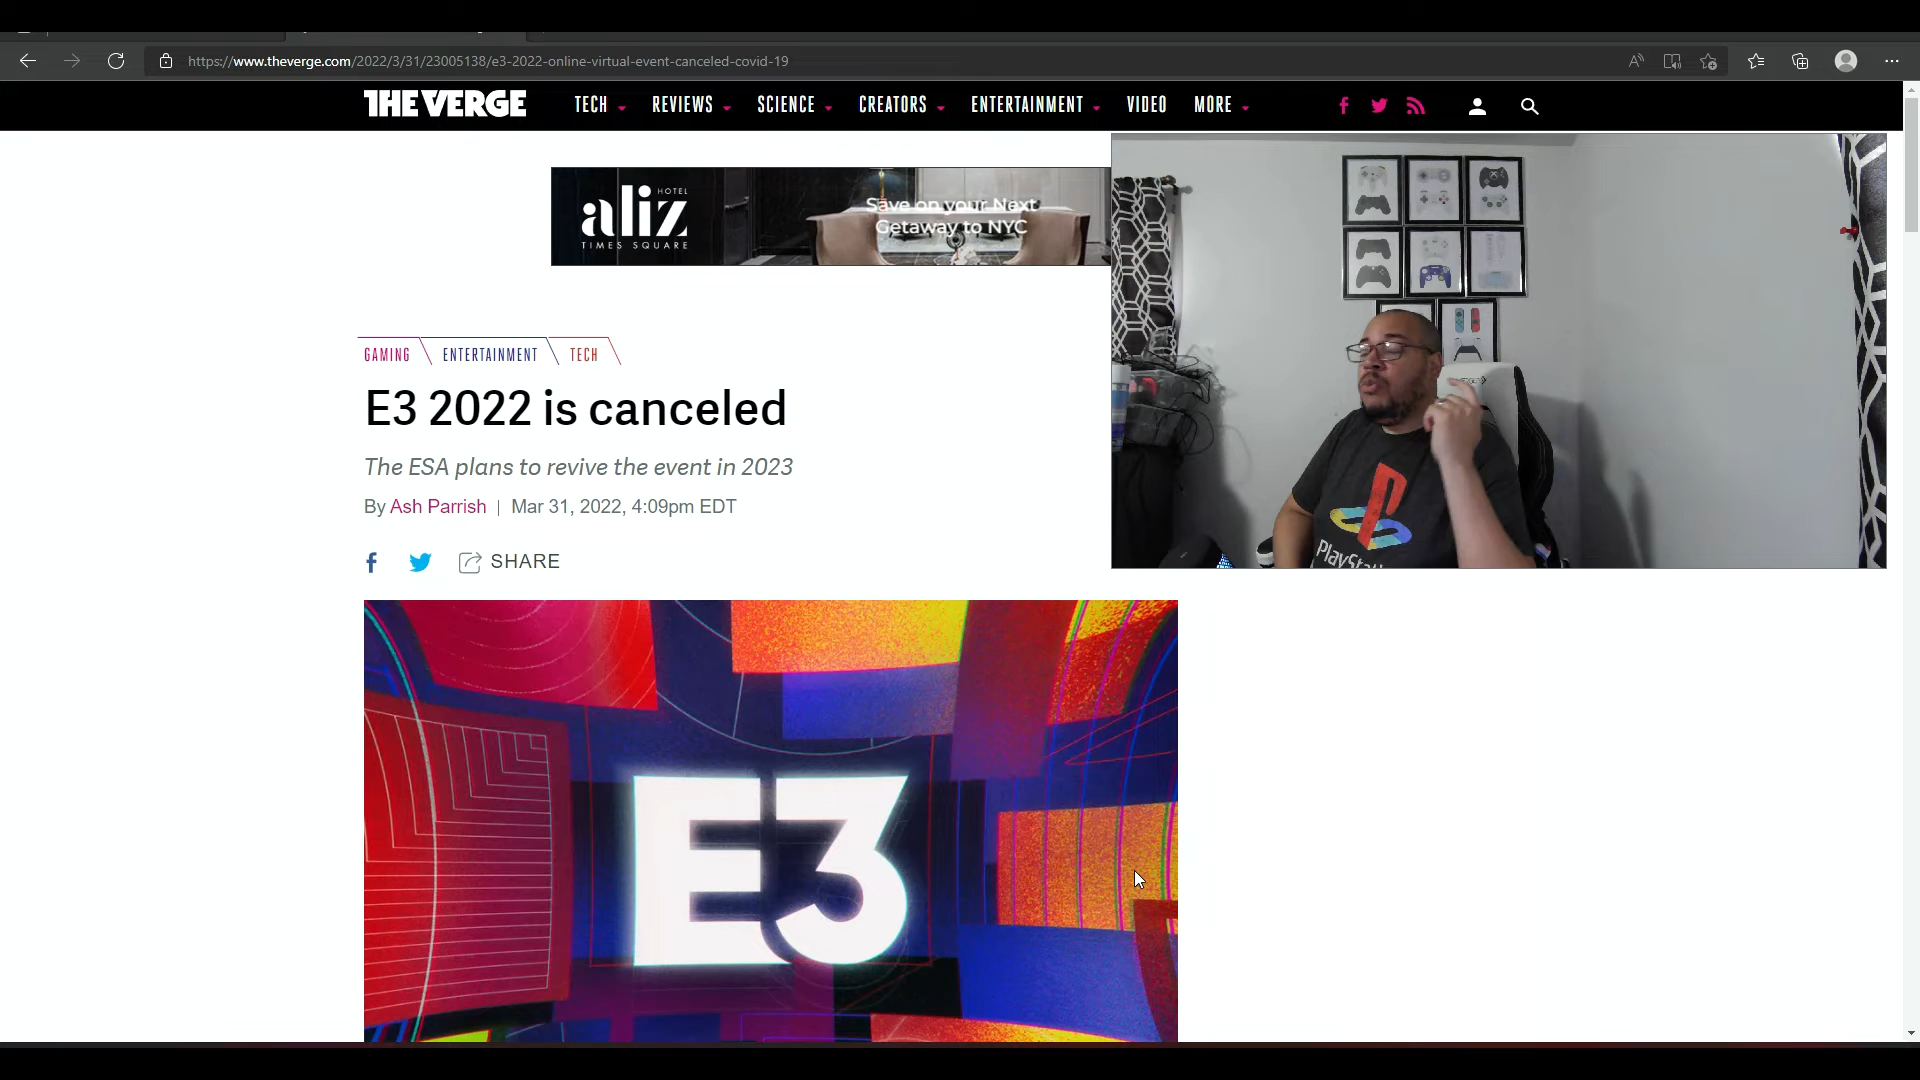 https://www.theverge.com/2022/3/31/23005138/e3-2022-online-virtual-event-canceled-covid-19
THE VERGE
TECH
REVIEWS
SCIENCE
CREATORS
ENTERTAINMENT
VIDEO
MORE
HOTEL
aliz
TIMES SQUARE
Save on your Next
Getaway to NYC
GAMING
ENTERTAINMENT
TECH
E3 2022 is canceled
The ESA plans to revive the event in 2023
By Ash Parrish | Mar 31, 2022, 4:09pm EDT
SHARE
E3